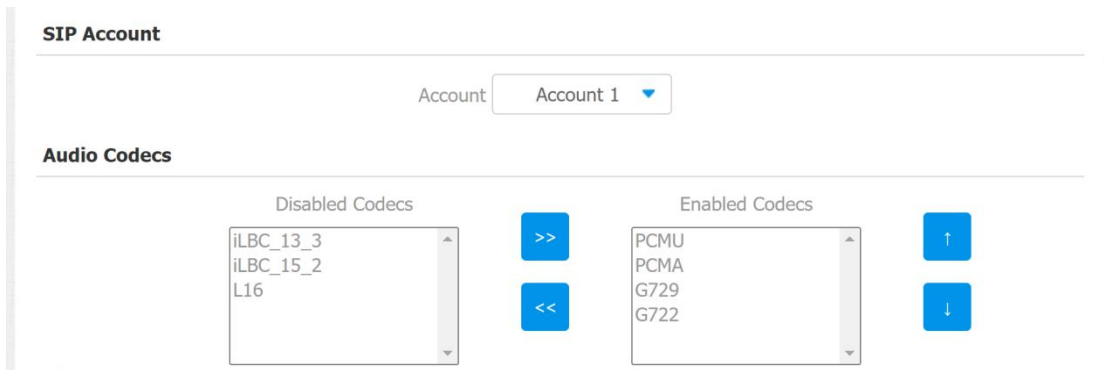 SIP Account
Account
Account 1
Audio Codecs
Disabled Codecs
Enabled Codecs
iLBC_13_3
iLBC_15_2
L16
>>
<<
PCMU
PCMA
G729
G722
↑
↓